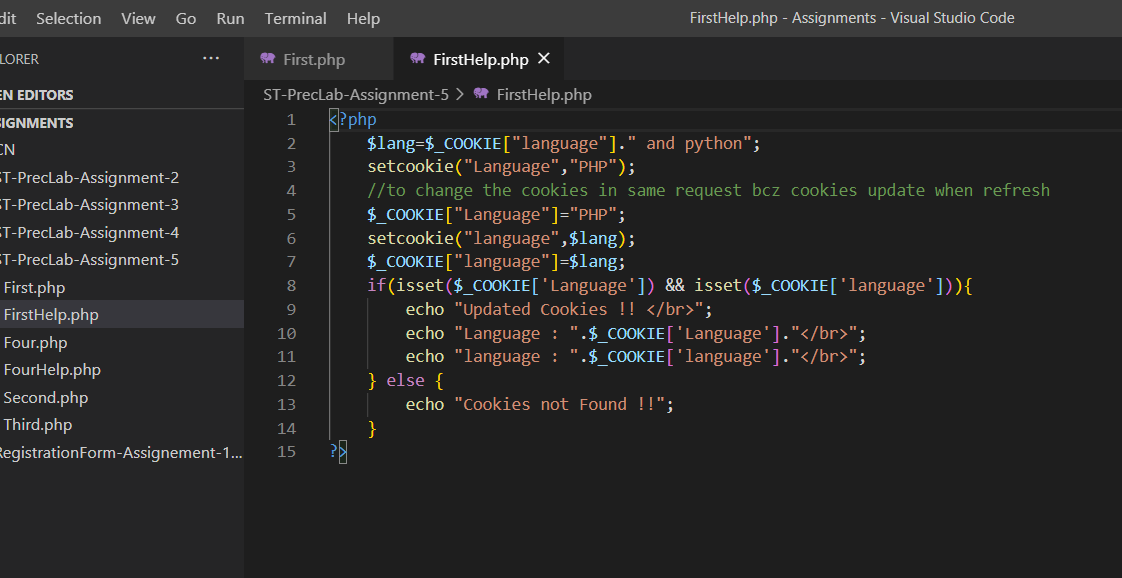 dit Selection View Go Run Terminal Help FirstHelp.php - Assignments - Visual Studio Code
LORER ...
First.php FirstHelp.php
EN EDITORS
ST-PrecLab-Assignment-5 > FirstHelp.php
SIGNMENTS
CN
ST-PrecLab-Assignment-2
ST-PrecLab-Assignment-3
ST-PrecLab-Assignment-4
ST-PrecLab-Assignment-5
First.php
FirstHelp.php
Four.php
FourHelp.php
Second.php
Third.php
RegistrationForm-Assignement-1...
1 <?php
2 $lang=$_COOKIE["language"]." and python";
3 setcookie("Language","PHP");
4 //to change the cookies in same request bcz cookies update when refresh
5 $_COOKIE["Language"]="PHP";
6 setcookie("language",$lang);
7 $_COOKIE["language"]=$lang;
8 if(isset($_COOKIE['Language']) && isset($_COOKIE['language'])){
9 echo "Updated Cookies !! </br>";
10 echo "Language : ".$_COOKIE['Language']."</br>";
11 echo "language : ".$_COOKIE['language']."</br>";
12 } else {
13 echo "Cookies not Found !!";
14 }
15 ?>